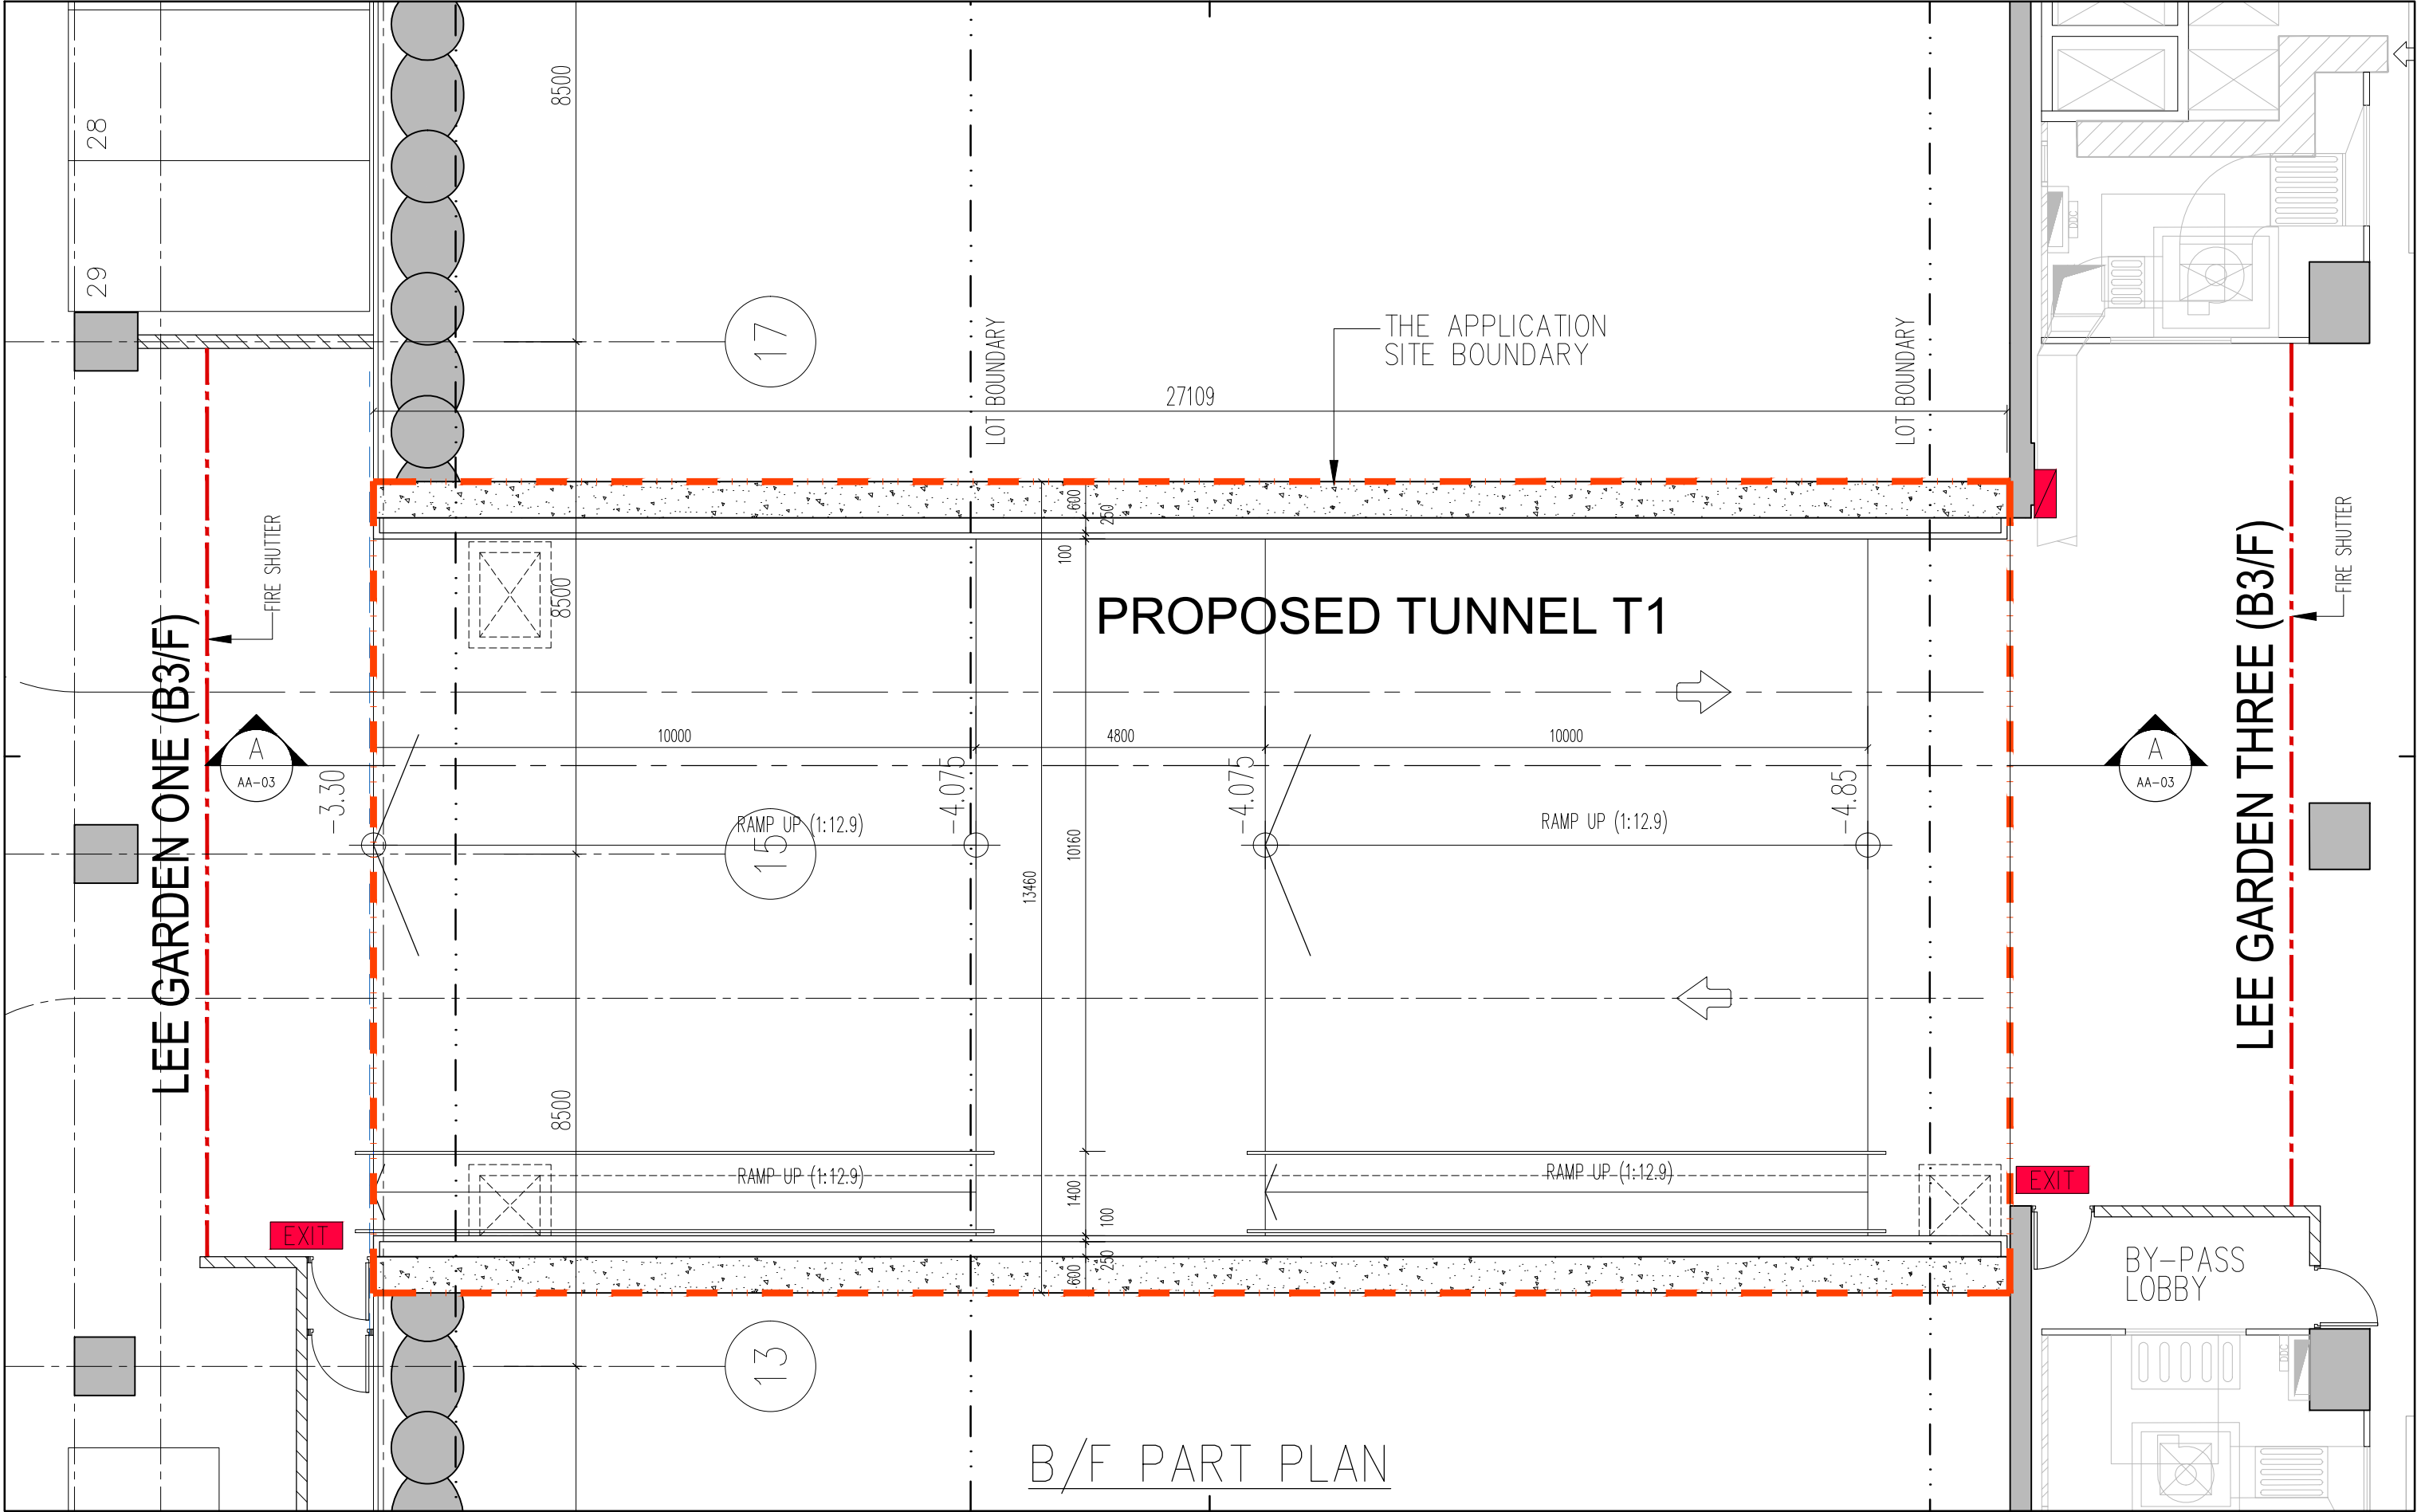 28
29
8500
17
LOT BOUNDARY
THE APPLICATION
SITE BOUNDARY
LOT BOUNDARY
27109
DDC
FIRE SHUTTER
LEE GARDEN ONE (B3/F)
8500
600
250
100
PROPOSED TUNNEL T1
LEE GARDEN THREE (B3/F)
FIRE SHUTTER
A
AA-03
-3.30
10000
-4.075
4800
-4.075
10000
-4.85
A
AA-03
RAMP UP (1:12.9)
15
10160
13460
RAMP UP (1:12.9)
8500
RAMP UP (1:12.9)
1400
100
RAMP UP (1:12.9)
EXIT
EXIT
600
250
BY-PASS
LOBBY
13
DDC
B/F PART PLAN